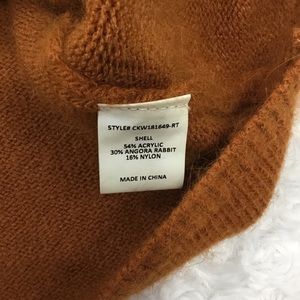 STYLE# CKW181649-RT
SHELL
54% ACRYLIC
30% ANGORA RABBIT
16% NYLON
MADE IN CHINA